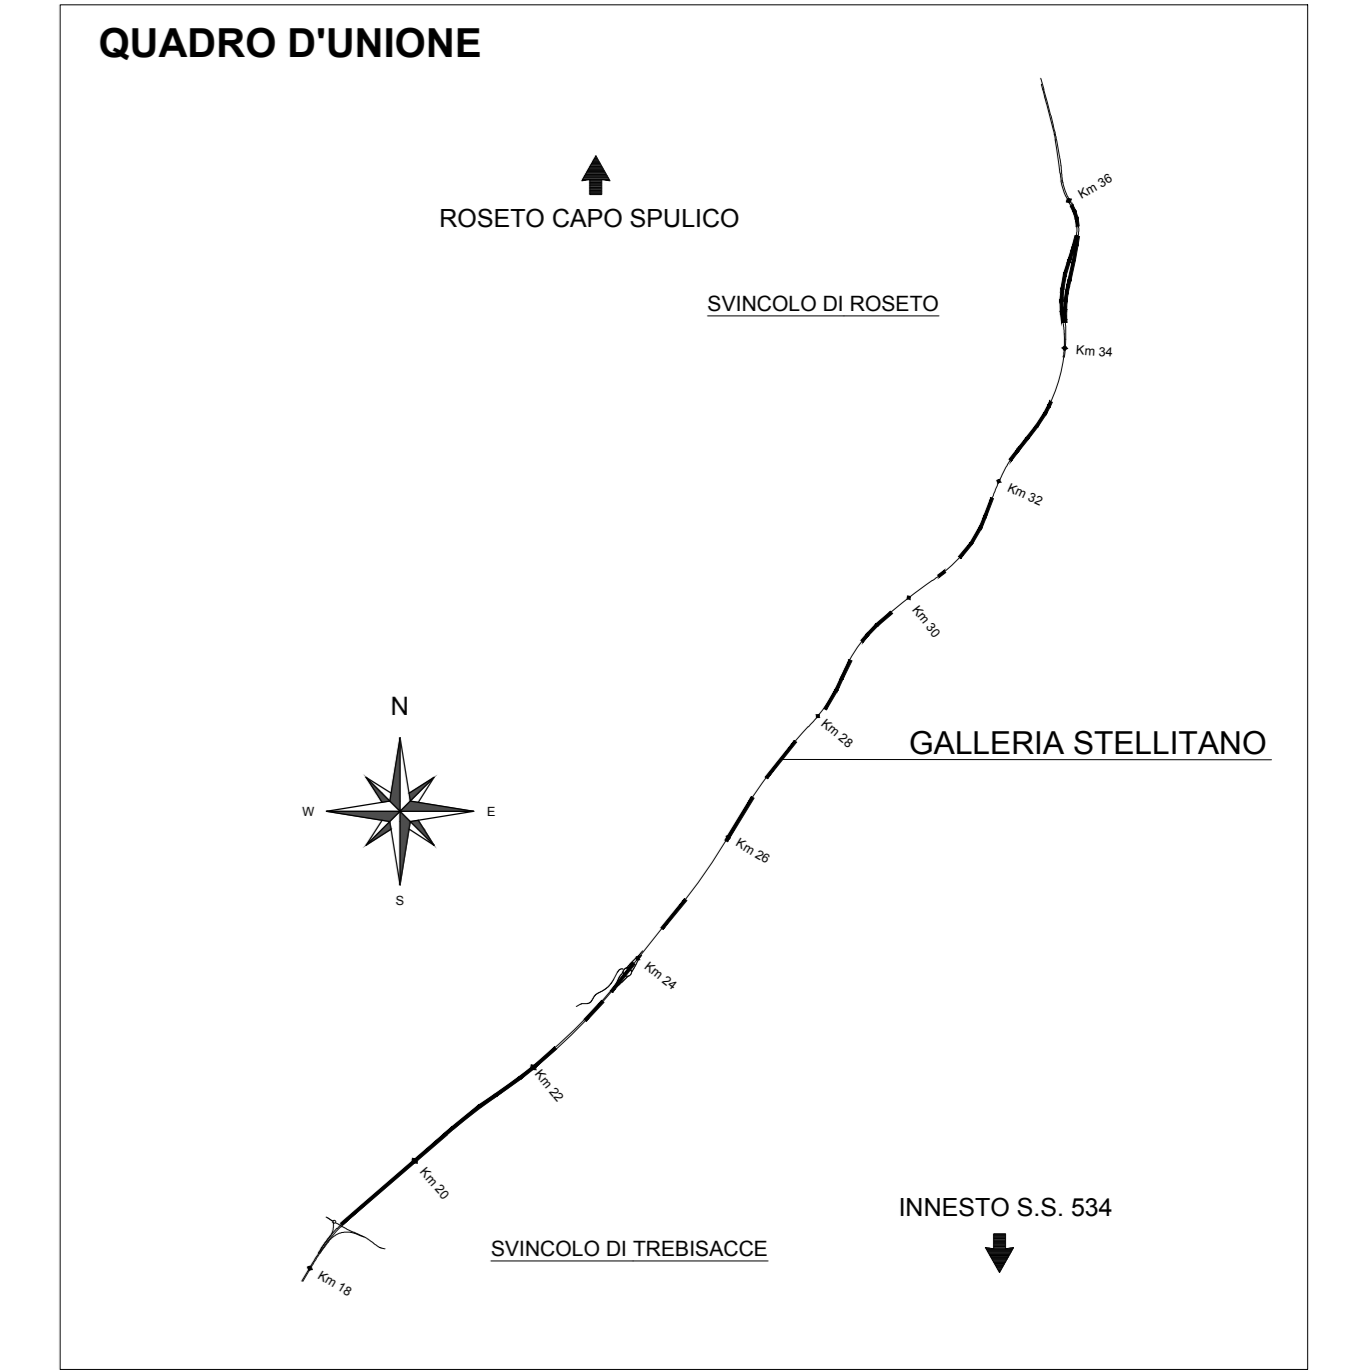 QUADRO D'UNIONE
Km 36
ROSETO CAPO SPULICO
SVINCOLO DI ROSETO
Km 34
Km 32
Km 30
N
Km 28
GALLERIA STELLITANO
W
E
Km 26
S
Km 24
Km 22
Km 20
INNESTO S.S. 534
SVINCOLO DI TREBISACCE
Km 18